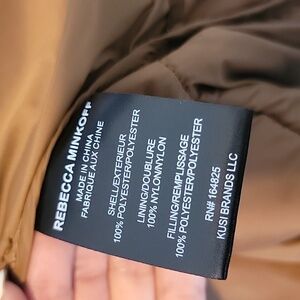 REBECCA MINKOFF
MADE IN CHINA
FABRIQUE AUX CHINE
SHELL/EXTERIEUR
100% POLYESTER/POLYESTER
LINING/DOUBLURE
100% NYLON/NYLON
FILLING/REMPLISSAGE
100% POLYESTER/POLYESTER
RN# 164825
KUSI BRANDS LLC